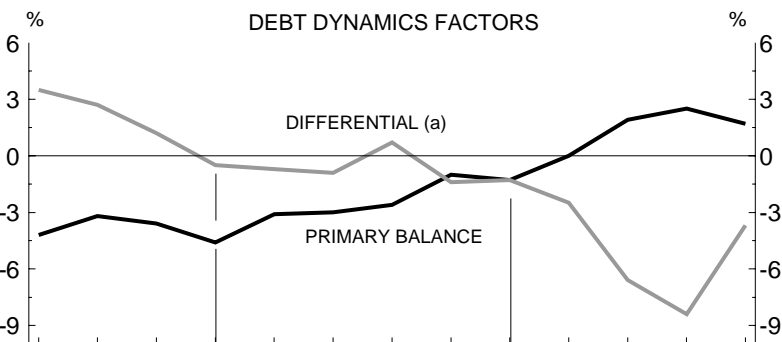 % DEBT DYNAMICS FACTORS %
6 6
3 3
DIFFERENTIAL (a)
0 0
-3 -3
PRIMARY BALANCE
-6 -6
-9 -9